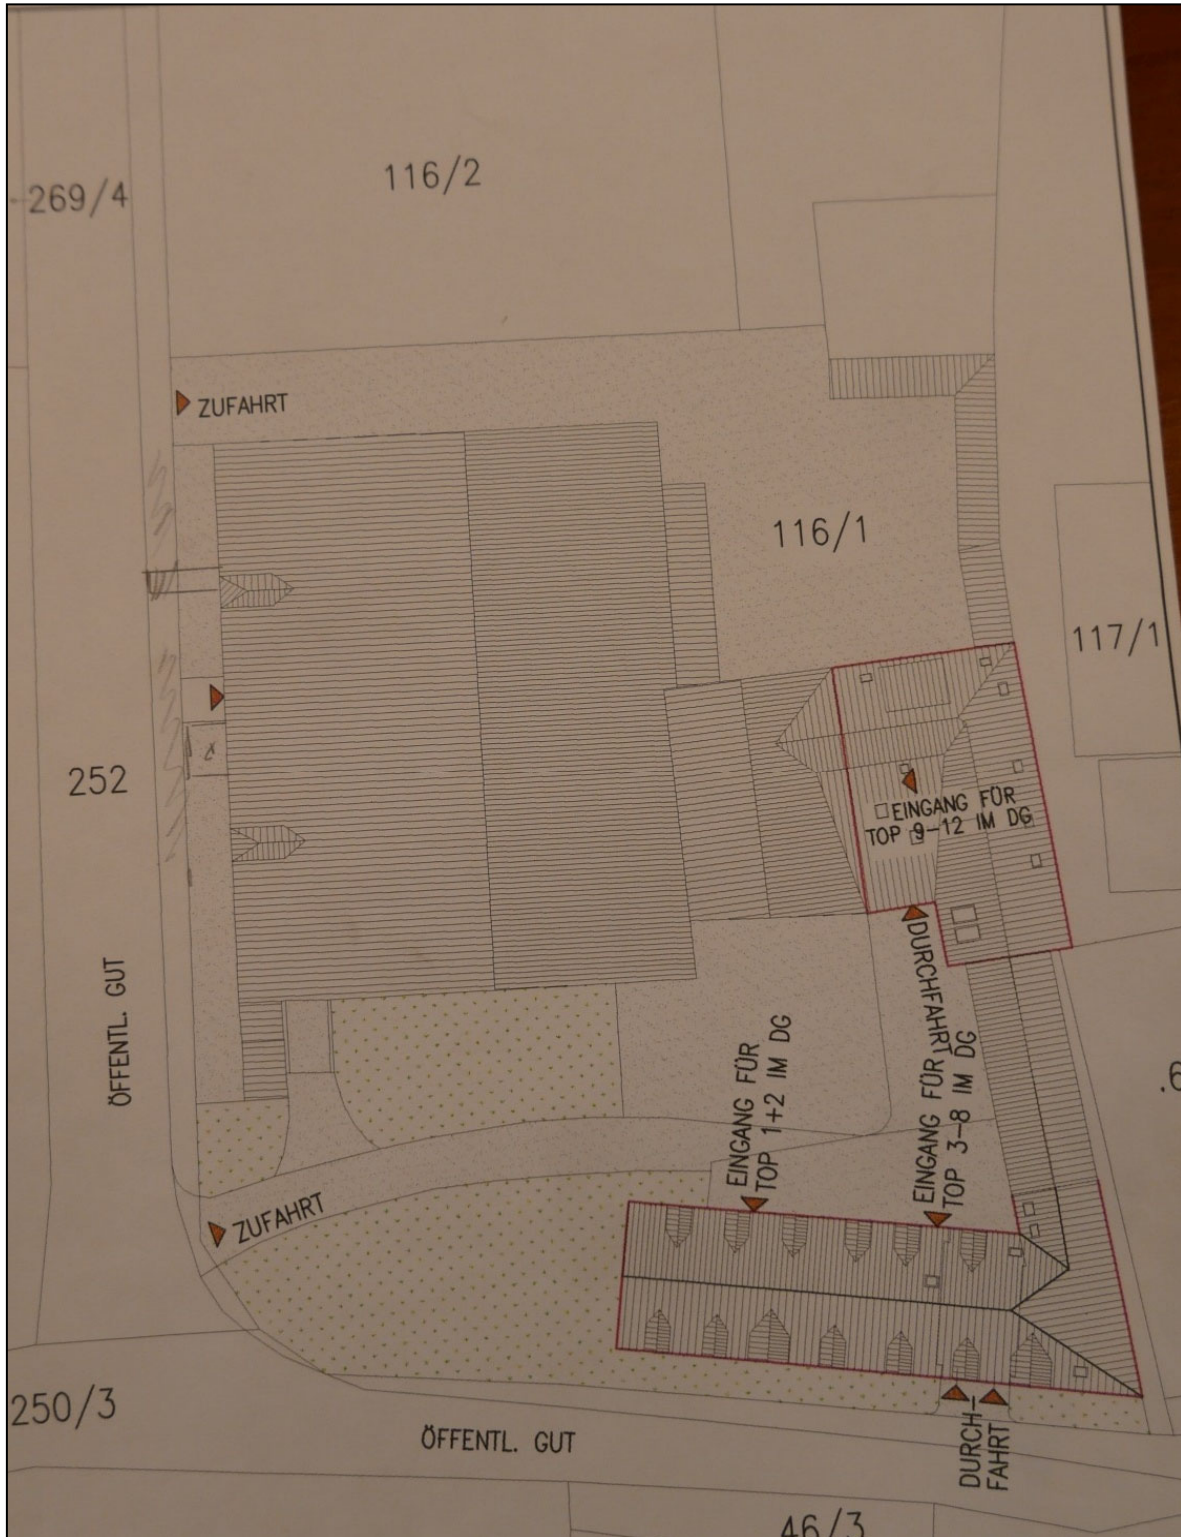 269/4
116/2
ZUFAHRT
116/1
117/1
252
EINGANG FÜR
TOP 9-12 IM DG
DURCHFAHRT
ÖFFENTL. GUT
EINGANG FÜR
TOP 1+2 IM DG
EINGANG FÜR
TOP 3-8 IM DG
.6
ZUFAHRT
250/3
ÖFFENTL. GUT
DURCH-
FAHRT
46/3